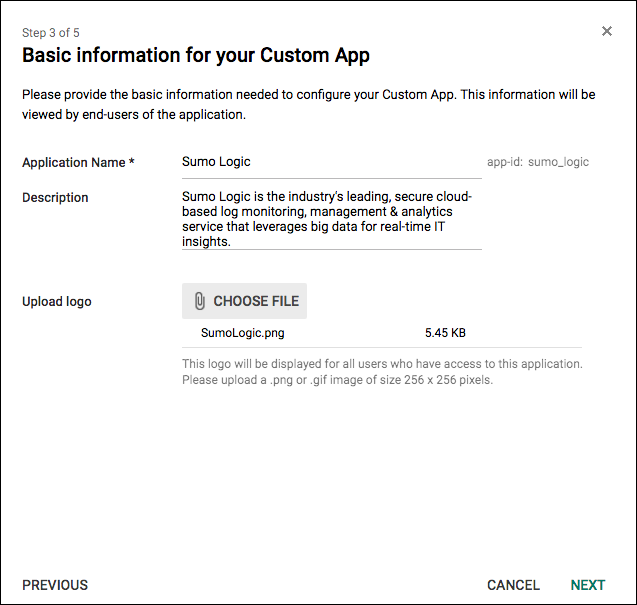 Step 3 of 5
Basic information for your Custom App
Please provide the basic information needed to configure your Custom App. This information will be
viewed by end-users of the application.
Application Name * Sumo Logic app-id: sumo_logic
Description Sumo Logic is the industry's leading, secure cloud-
based log monitoring, management & analytics
service that leverages big data for real-time IT
insights.
Upload logo CHOOSE FILE
SumoLogic.png 5.45 KB
This logo will be displayed for all users who have access to this application.
Please upload a .png or .gif image of size 256 x 256 pixels.
PREVIOUS CANCEL NEXT